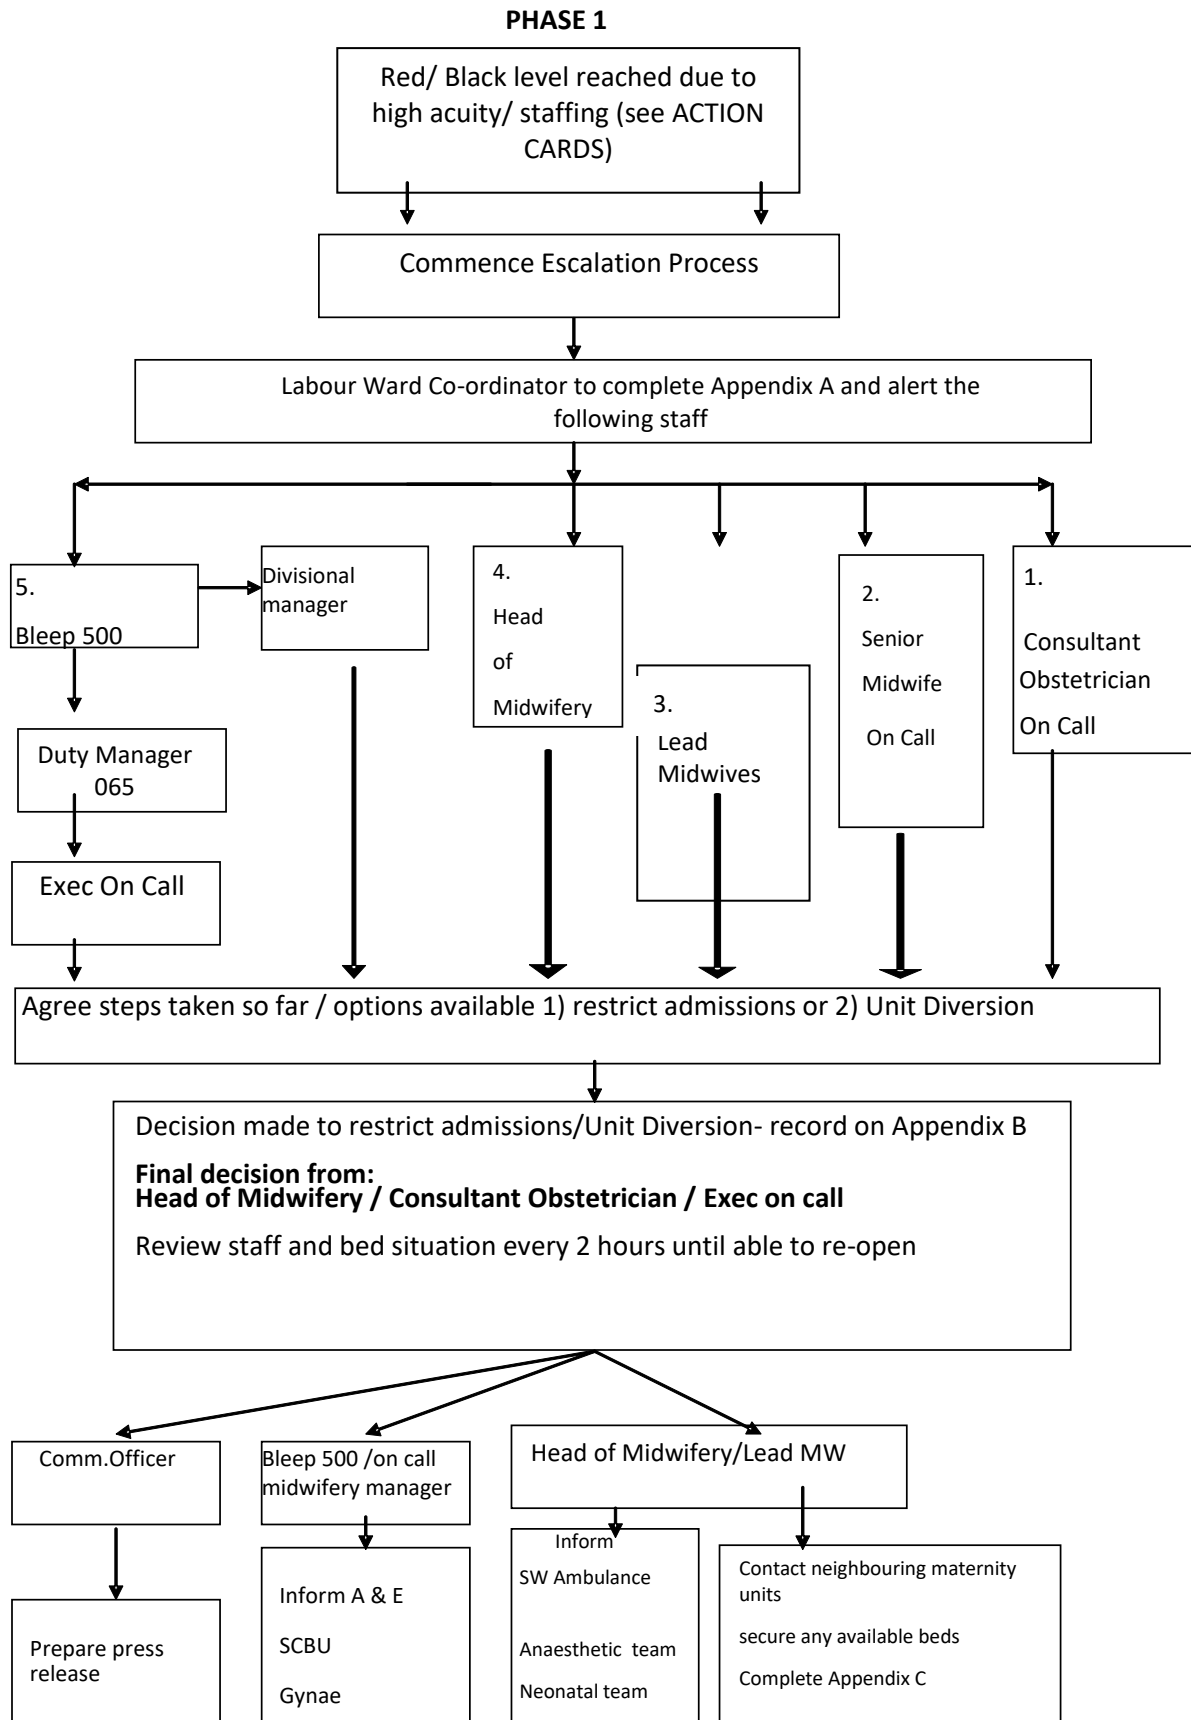 PHASE 1
Red/ Black level reached due to
high acuity/ staffing (see ACTION
CARDS)
Commence Escalation Process
Labour Ward Co-ordinator to complete Appendix A and alert the
following staff
5.
Bleep 500
Divisional
manager
4.
Head
of
Midwifery
3.
Lead
Midwives
2.
Senior
Midwife
On Call
1.
Consultant
Obstetrician
On Call
Duty Manager
065
Exec On Call
Agree steps taken so far / options available 1) restrict admissions or 2) Unit Diversion
Decision made to restrict admissions/Unit Diversion- record on Appendix B
Final decision from:
Head of Midwifery / Consultant Obstetrician / Exec on call
Review staff and bed situation every 2 hours until able to re-open
Comm.Officer
Prepare press
release
Bleep 500 /on call
midwifery manager
Inform A & E
SCBU
Gynae
Head of Midwifery/Lead MW
Inform
SW Ambulance
Anaesthetic team
Neonatal team
Contact neighbouring maternity
units
secure any available beds
Complete Appendix C